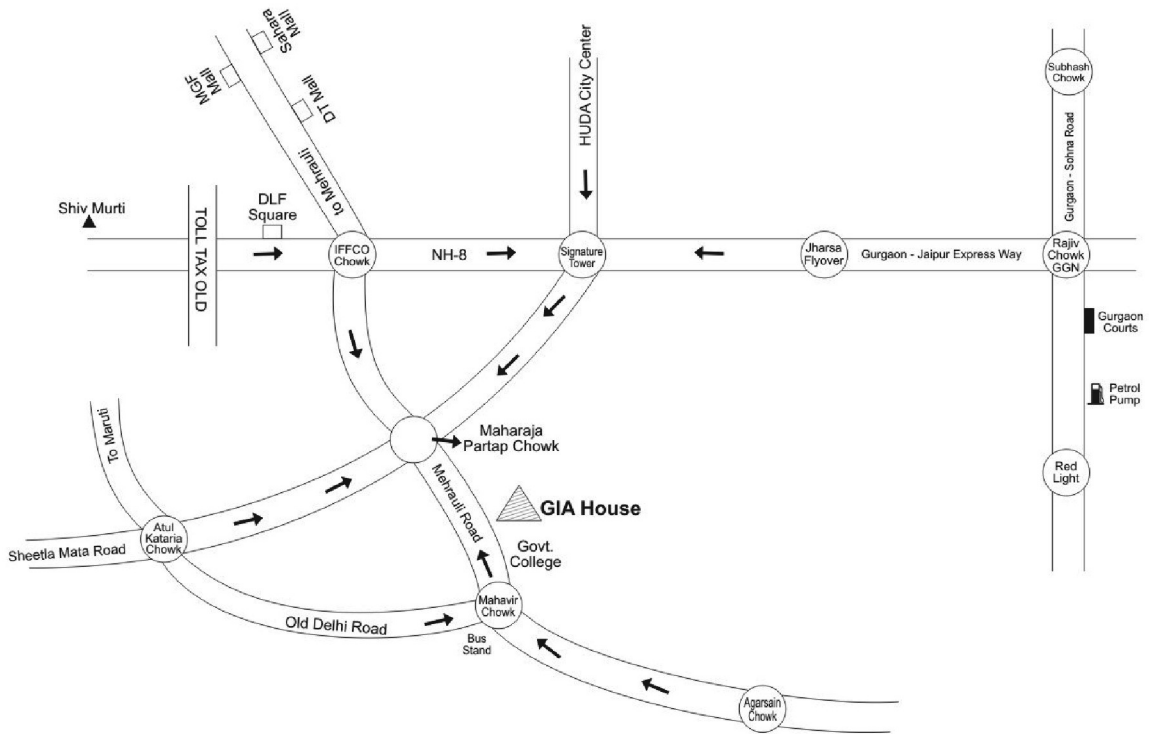 Sahara
Mall
MGF
Mall
DT Mall
to Mehrauli
HUDA City Center
Subhash
Chowk
Gurgaon - Sohna Road
Shiv Murti
TOLL TAX OLD
DLF
Square
IFFCO
Chowk
NH-8
Signature
Tower
Jharsa
Flyover
Gurgaon - Jaipur Express Way
Rajiv
Chowk
GGN
Gurgaon
Courts
Petrol
Pump
Red
Light
To Maruti
Maharaja
Partap Chowk
Mehrauli Road
GIA House
Govt.
College
Atul
Kataria
Chowk
Sheetla Mata Road
Old Delhi Road
Mahavir
Chowk
Bus
Stand
Agarsain
Chowk